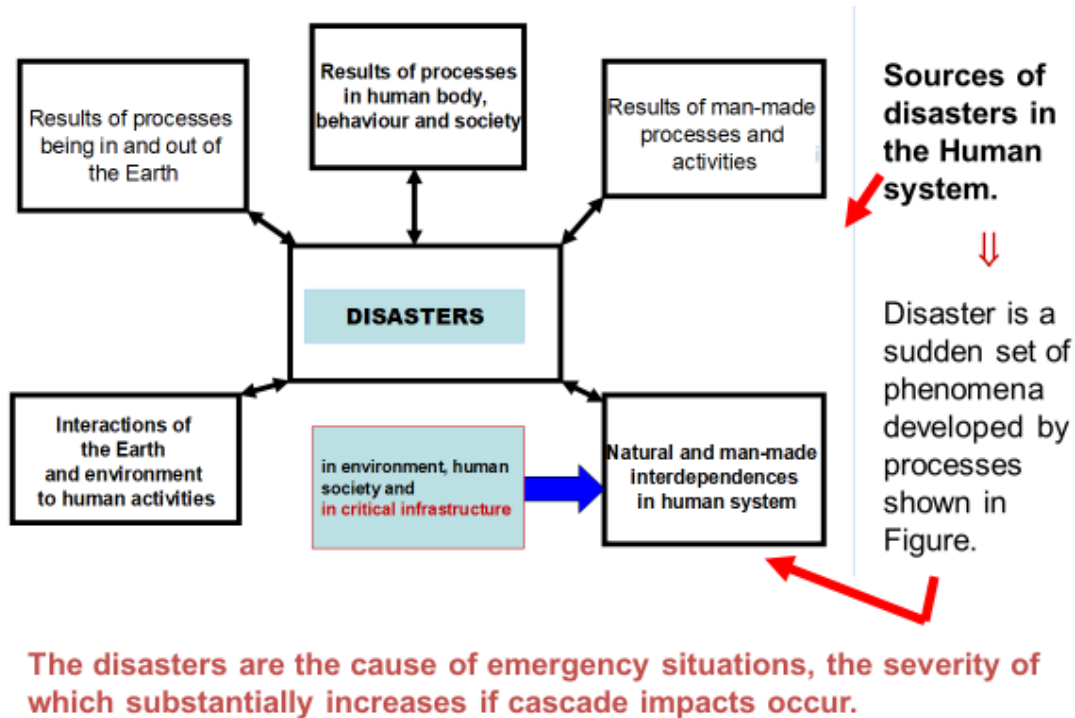 Results of processes
in human body,
behaviour and society
Results of processes
being in and out of
the Earth
Results of man-made
processes and
activities
DISASTERS
Interactions of
the Earth
and environment
to human activities
in environment, human
society and
in critical infrastructure
Natural and man-made
interdependences
in human system
Sources of
disasters in
the Human
system.
⇓
Disaster is a
sudden set of
phenomena
developed by
processes
shown in
Figure.
The disasters are the cause of emergency situations, the severity of
which substantially increases if cascade impacts occur.